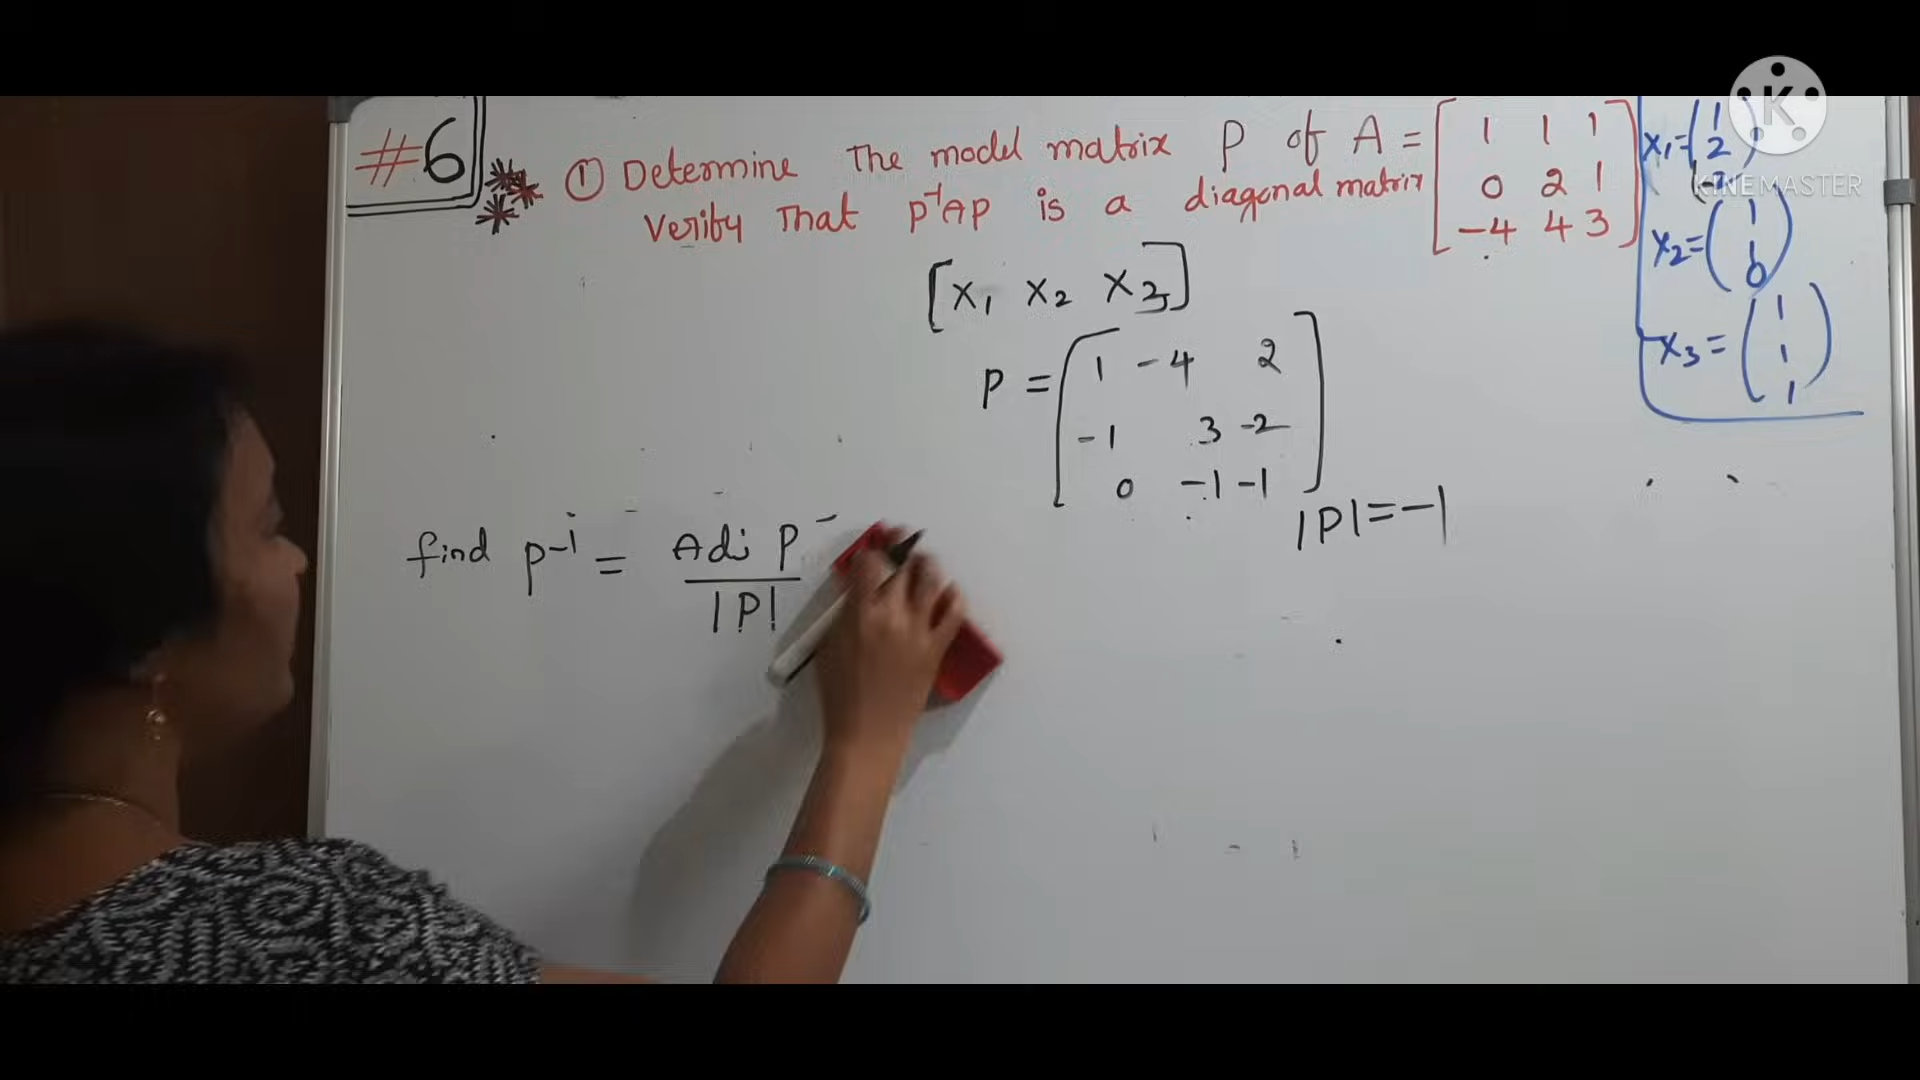 #6
① Determine The model matrix P of A = [1 1 1
0 2 1
-4 4 3]
Verify That P⁻¹AP is a diagonal matrix
x₁ = (1
2
x₂ = (1
1
0)
x₃ = (1
1
1)
[x₁ x₂ x₃]
P = [1 -4 2
-1 3 -2
0 -1 -1]
|P| = -1
find P⁻¹ = Adj P
|P|
K
KINEMASTER